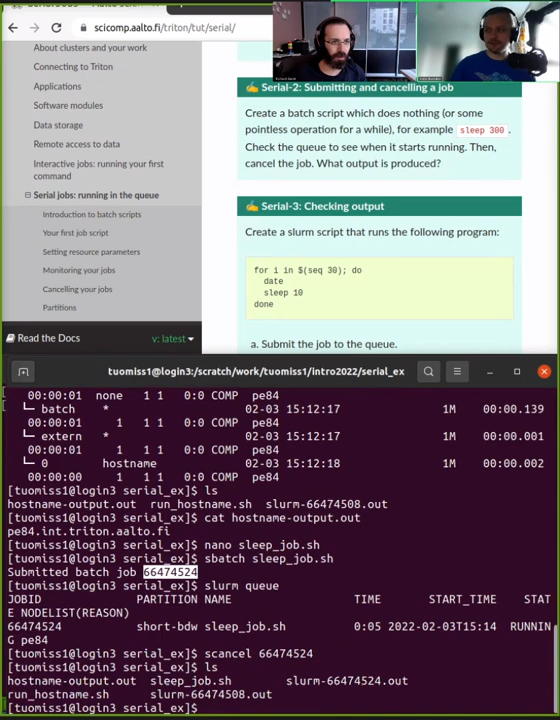 scicomp.aalto.fi/triton/tut/serial/
About clusters and your work
Connecting to Triton
Applications
Software modules
Data storage
Remote access to data
Interactive jobs: running your first
command
Serial jobs: running in the queue
Introduction to batch scripts
Your first job script
Setting resource parameters
Monitoring your jobs
Cancelling your jobs
Partitions
Read the Docs
v: latest
Serial-2: Submitting and cancelling a job
Create a batch script which does nothing (or some
pointless operation for a while), for example sleep 300 .
Check the queue to see when it starts running. Then,
cancel the job. What output is produced?
Serial-3: Checking output
Create a slurm script that runs the following program:
for i in $(seq 30); do
date
sleep 10
done
a. Submit the job to the queue.
tuomiss1@login3:/scratch/work/tuomiss1/intro2022/serial_ex
00:00:01 none 1 1 0:0 COMP pe84
└─ batch * 02-03 15:12:17 1M 00:00.139
00:00:01 1 1 0:0 COMP pe84
└─ extern * 02-03 15:12:17 1M 00:00.001
00:00:01 1 1 0:0 COMP pe84
└─ 0 hostname 02-03 15:12:18 1M 00:00.002
00:00:00 1 1 0:0 COMP pe84
[tuomiss1@login3 serial_ex]$ ls
hostname-output.out run_hostname.sh slurm-66474508.out
[tuomiss1@login3 serial_ex]$ cat hostname-output.out
pe84.int.triton.aalto.fi
[tuomiss1@login3 serial_ex]$ nano sleep_job.sh
[tuomiss1@login3 serial_ex]$ sbatch sleep_job.sh
Submitted batch job 66474524
[tuomiss1@login3 serial_ex]$ slurm queue
JOBID PARTITION NAME TIME START_TIME STAT
E NODELIST(REASON)
66474524 short-bdw sleep_job.sh 0:05 2022-02-03T15:14 RUNNIN
G pe84
[tuomiss1@login3 serial_ex]$ scancel 66474524
[tuomiss1@login3 serial_ex]$ ls
hostname-output.out sleep_job.sh slurm-66474524.out
run_hostname.sh slurm-66474508.out
[tuomiss1@login3 serial_ex]$